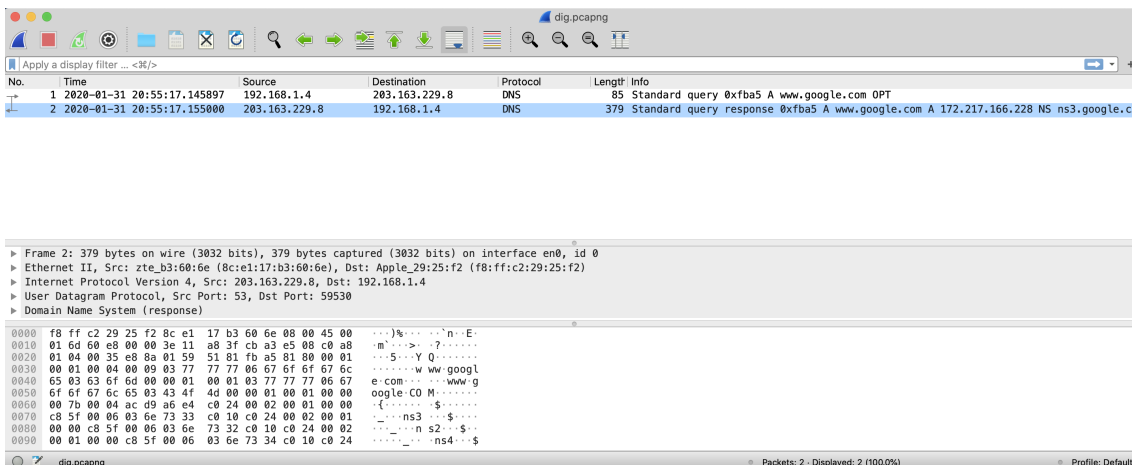 dig.pcapng
Apply a display filter ... <⌘/>
No. Time Source Destination Protocol Length Info
1 2020-01-31 20:55:17.145897 192.168.1.4 203.163.229.8 DNS 85 Standard query 0xfba5 A www.google.com OPT
2 2020-01-31 20:55:17.155000 203.163.229.8 192.168.1.4 DNS 379 Standard query response 0xfba5 A www.google.com A 172.217.166.228 NS ns3.google.c
Frame 2: 379 bytes on wire (3032 bits), 379 bytes captured (3032 bits) on interface en0, id 0
Ethernet II, Src: zte_b3:60:6e (8c:e1:17:b3:60:6e), Dst: Apple_29:25:f2 (f8:ff:c2:29:25:f2)
Internet Protocol Version 4, Src: 203.163.229.8, Dst: 192.168.1.4
User Datagram Protocol, Src Port: 53, Dst Port: 59530
Domain Name System (response)
0000 f8 ff c2 29 25 f2 8c e1 17 b3 60 6e 08 00 45 00 ···)%··· ··`n··E·
0010 01 6d 60 e8 00 00 3e 11 a8 3f cb a3 e5 08 c0 a8 ·m`···>· ·?······
0020 01 04 00 35 e8 8a 01 59 51 81 fb a5 81 80 00 01 ···5···Y Q·······
0030 00 01 00 04 00 09 03 77 77 77 06 67 6f 6f 67 6c ·······w ww·googl
0040 65 03 63 6f 6d 00 00 01 00 01 03 77 77 77 06 67 e·com··· ···www·g
0050 6f 6f 67 6c 65 03 43 4f 4d 00 00 01 00 01 00 00 oogle·CO M·······
0060 00 7b 00 04 ac d9 a6 e4 c0 24 00 02 00 01 00 00 ·{······ ·$······
0070 c8 5f 00 06 03 6e 73 33 c0 10 c0 24 00 02 00 01 ·_···ns3 ···$····
0080 00 00 c8 5f 00 06 03 6e 73 32 c0 10 c0 24 00 02 ···_···n s2···$··
0090 00 01 00 00 c8 5f 00 06 03 6e 73 34 c0 10 c0 24 ·····_·· ·ns4···$
dig.pcapng Packets: 2 · Displayed: 2 (100.0%) Profile: Default